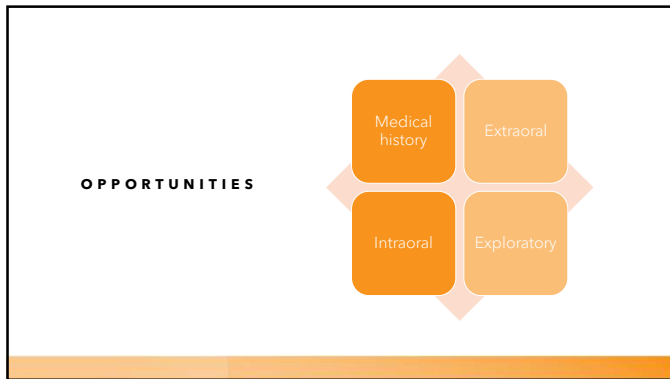 OPPORTUNITIES
Medical
history
Extraoral
Intraoral
Exploratory